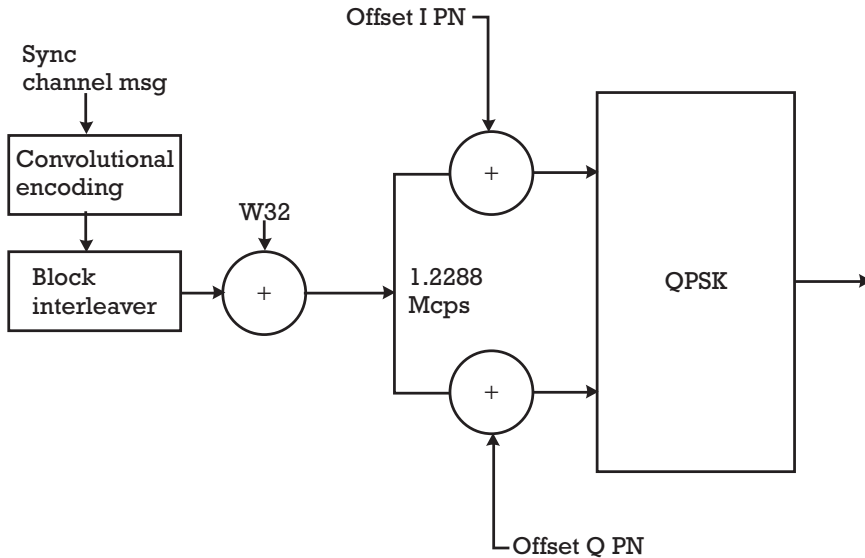 Offset I PN
Sync
channel msg
Convolutional
encoding
W32
+
Block
interleaver
+
+
1.2288
Mcps
QPSK
+
Offset Q PN